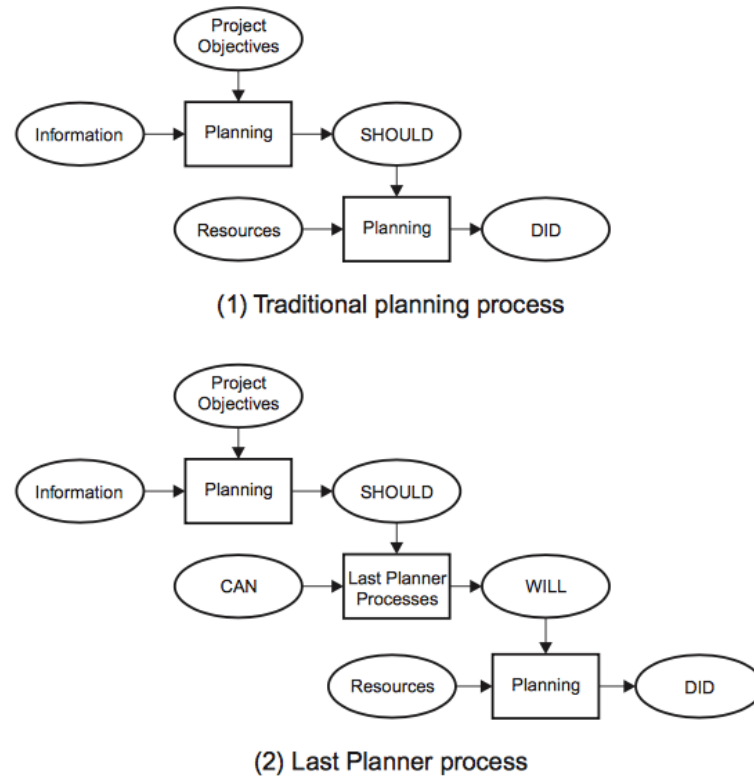 Project
Objectives
Information
Planning
SHOULD
Resources
Planning
DID
(1) Traditional planning process
Project
Objectives
Information
Planning
SHOULD
CAN
Last Planner
Processes
WILL
Resources
Planning
DID
(2) Last Planner process